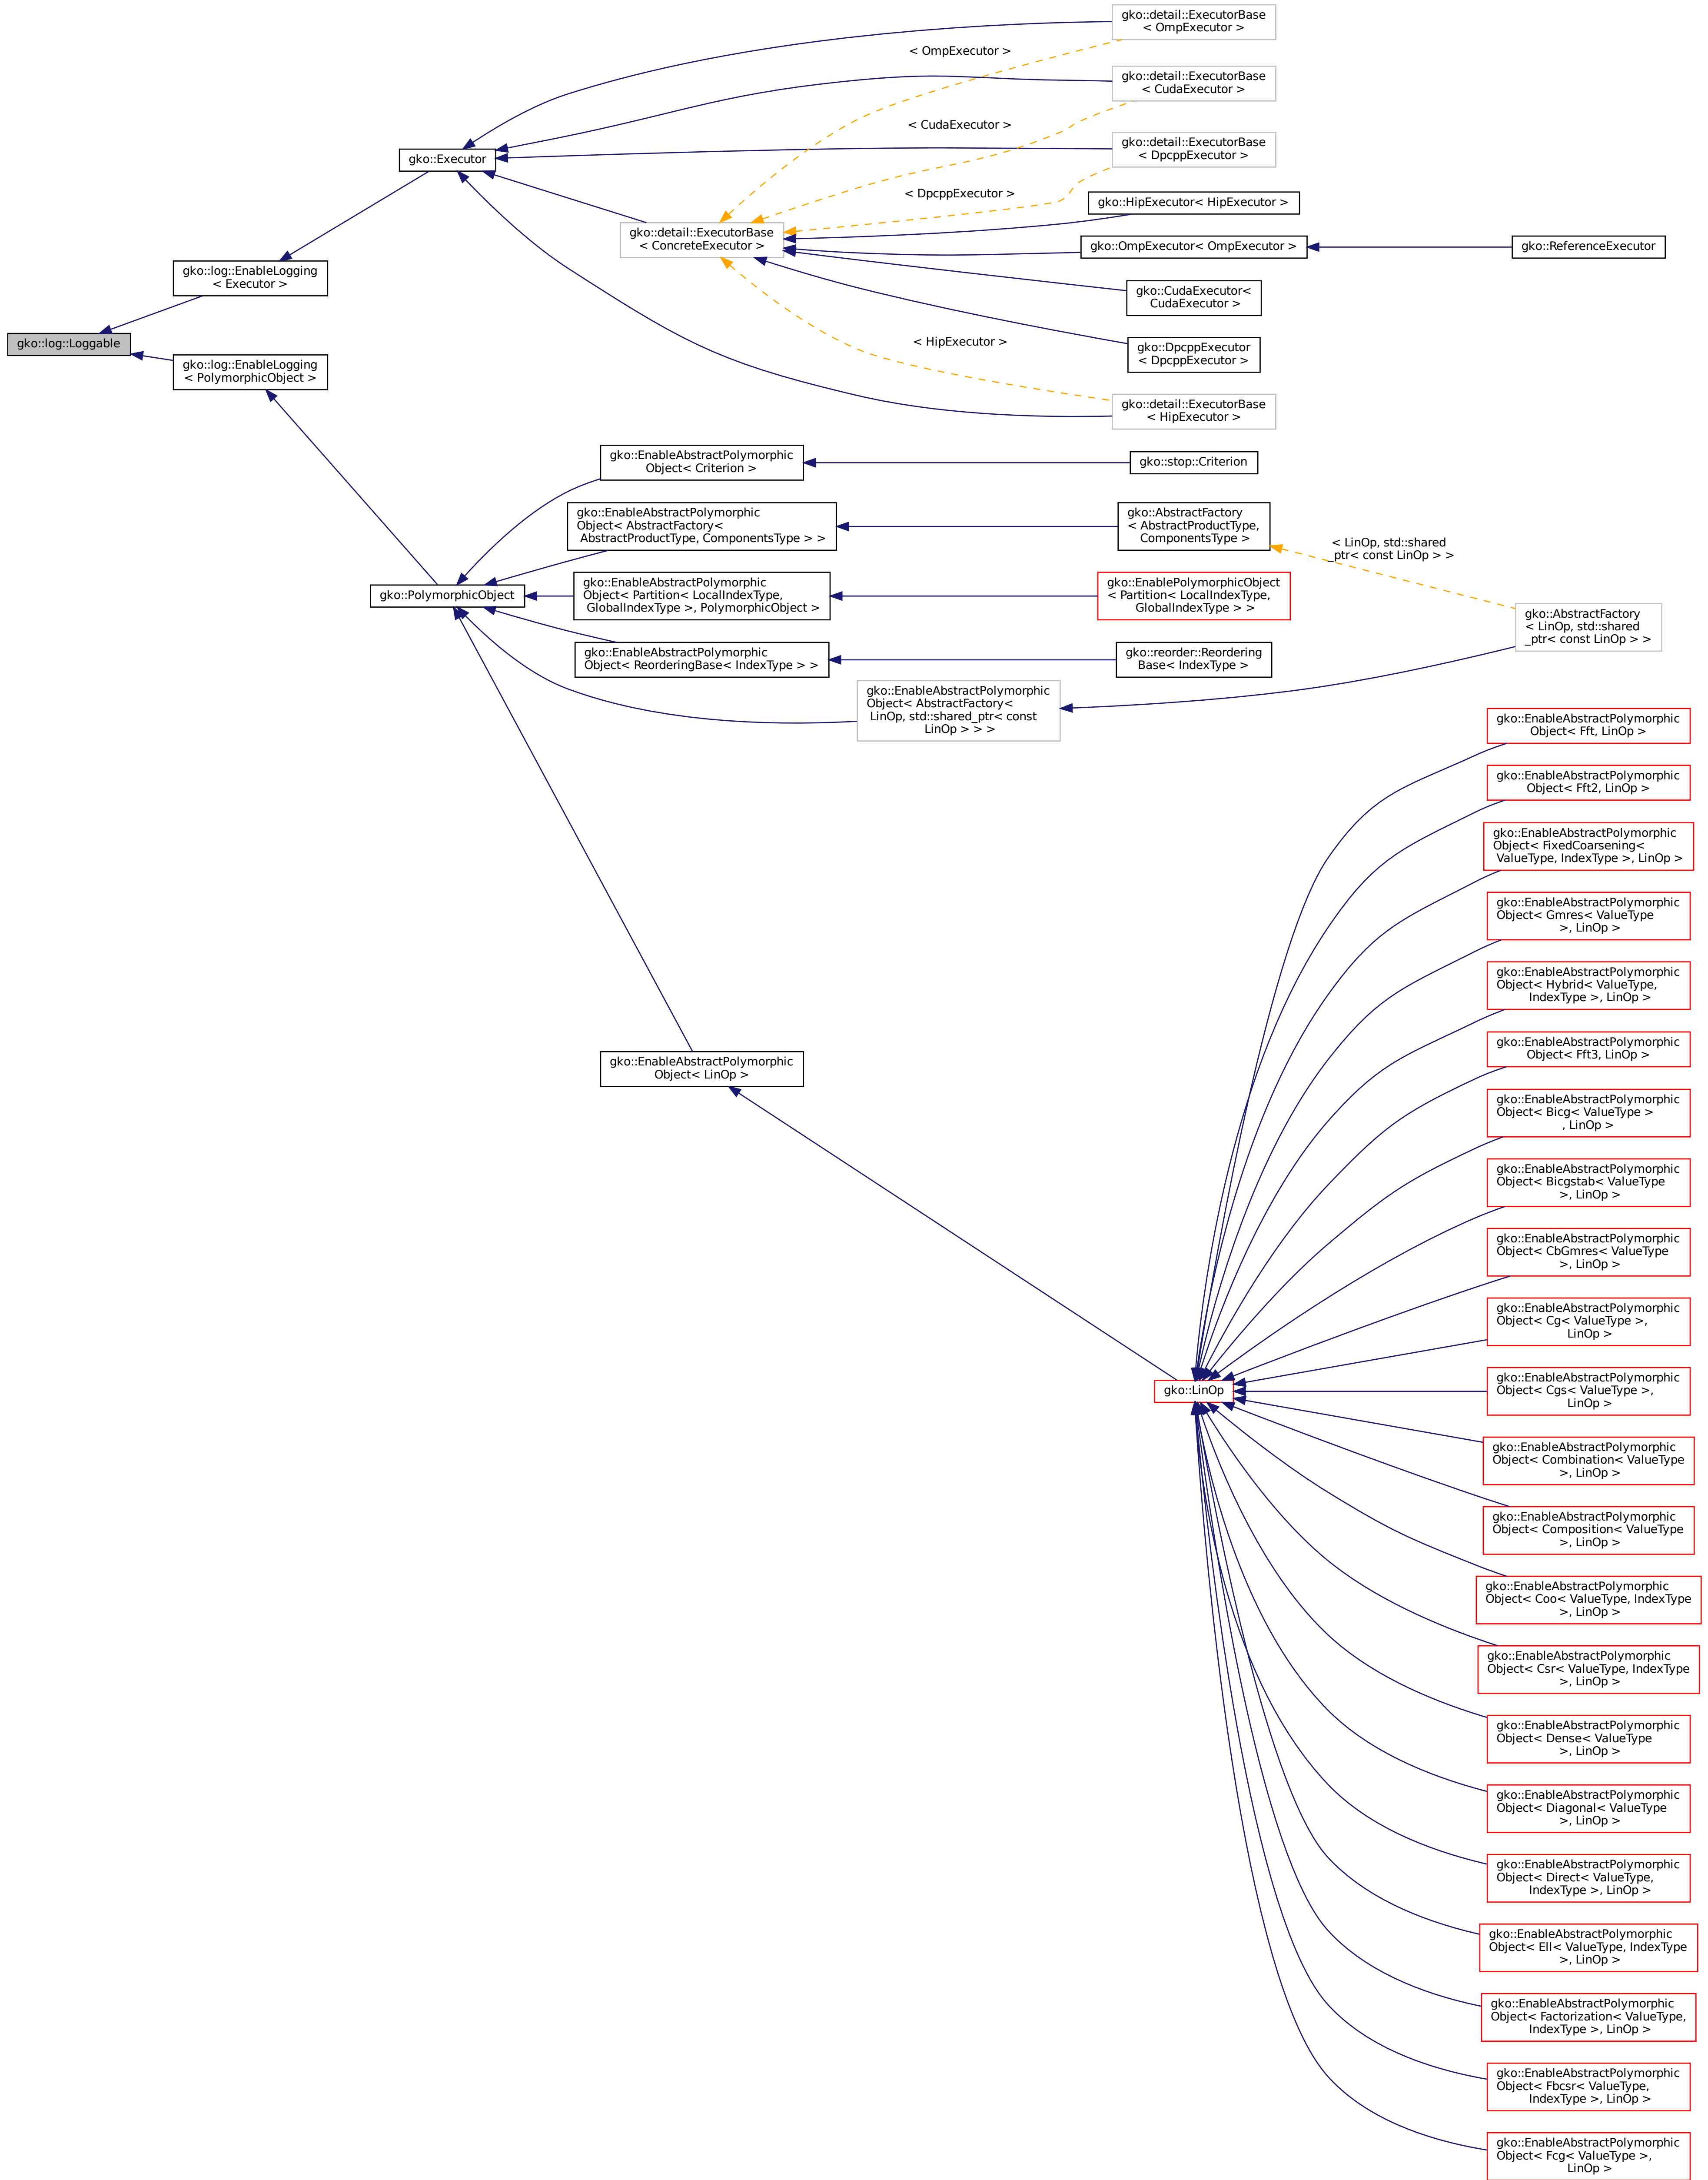 gko::log::Loggable
gko::log::EnableLogging
< Executor >
gko::log::EnableLogging
< PolymorphicObject >
gko::Executor
gko::PolymorphicObject
gko::detail::ExecutorBase
< OmpExecutor >
< OmpExecutor >
gko::detail::ExecutorBase
< CudaExecutor >
< CudaExecutor >
gko::detail::ExecutorBase
< DpcppExecutor >
< DpcppExecutor >
gko::HipExecutor< HipExecutor >
gko::detail::ExecutorBase
< ConcreteExecutor >
gko::OmpExecutor< OmpExecutor >
gko::ReferenceExecutor
gko::CudaExecutor<
CudaExecutor >
gko::DpcppExecutor
< DpcppExecutor >
< HipExecutor >
gko::detail::ExecutorBase
< HipExecutor >
gko::EnableAbstractPolymorphic
Object< Criterion >
gko::stop::Criterion
gko::EnableAbstractPolymorphic
Object< AbstractFactory<
AbstractProductType, ComponentsType > >
gko::AbstractFactory
< AbstractProductType,
ComponentsType >
< LinOp, std::shared
_ptr< const LinOp > >
gko::EnableAbstractPolymorphic
Object< Partition< LocalIndexType,
GlobalIndexType >, PolymorphicObject >
gko::EnablePolymorphicObject
< Partition< LocalIndexType,
GlobalIndexType > >
gko::AbstractFactory
< LinOp, std::shared
_ptr< const LinOp > >
gko::EnableAbstractPolymorphic
Object< ReorderingBase< IndexType > >
gko::reorder::Reordering
Base< IndexType >
gko::EnableAbstractPolymorphic
Object< AbstractFactory<
LinOp, std::shared_ptr< const
LinOp > > >
gko::EnableAbstractPolymorphic
Object< LinOp >
gko::LinOp
gko::EnableAbstractPolymorphic
Object< Fft, LinOp >
gko::EnableAbstractPolymorphic
Object< Fft2, LinOp >
gko::EnableAbstractPolymorphic
Object< FixedCoarsening<
ValueType, IndexType >, LinOp >
gko::EnableAbstractPolymorphic
Object< Gmres< ValueType
>, LinOp >
gko::EnableAbstractPolymorphic
Object< Hybrid< ValueType,
IndexType >, LinOp >
gko::EnableAbstractPolymorphic
Object< Fft3, LinOp >
gko::EnableAbstractPolymorphic
Object< Bicg< ValueType >
, LinOp >
gko::EnableAbstractPolymorphic
Object< Bicgstab< ValueType
>, LinOp >
gko::EnableAbstractPolymorphic
Object< CbGmres< ValueType
>, LinOp >
gko::EnableAbstractPolymorphic
Object< Cg< ValueType >,
LinOp >
gko::EnableAbstractPolymorphic
Object< Cgs< ValueType >,
LinOp >
gko::EnableAbstractPolymorphic
Object< Combination< ValueType
>, LinOp >
gko::EnableAbstractPolymorphic
Object< Composition< ValueType
>, LinOp >
gko::EnableAbstractPolymorphic
Object< Coo< ValueType, IndexType
>, LinOp >
gko::EnableAbstractPolymorphic
Object< Csr< ValueType, IndexType
>, LinOp >
gko::EnableAbstractPolymorphic
Object< Dense< ValueType
>, LinOp >
gko::EnableAbstractPolymorphic
Object< Diagonal< ValueType
>, LinOp >
gko::EnableAbstractPolymorphic
Object< Direct< ValueType,
IndexType >, LinOp >
gko::EnableAbstractPolymorphic
Object< Ell< ValueType, IndexType
>, LinOp >
gko::EnableAbstractPolymorphic
Object< Factorization< ValueType,
IndexType >, LinOp >
gko::EnableAbstractPolymorphic
Object< Fbcsr< ValueType,
IndexType >, LinOp >
gko::EnableAbstractPolymorphic
Object< Fcg< ValueType >,
LinOp >